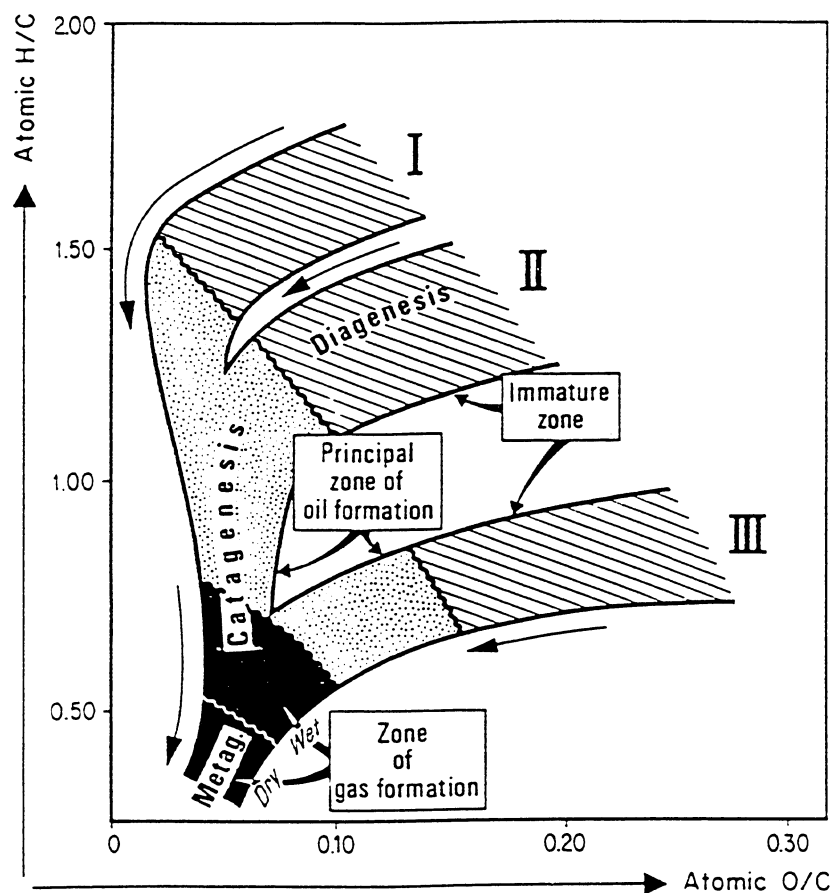 Atomic H/C
2.00
1.50
1.00
0.50
I
II
III
Diagenesis
Immature
zone
Principal
zone of
oil formation
Catagenesis
Zone
of
gas formation
Wet
Dry
Metag.
0
0.10
0.20
0.30
Atomic O/C